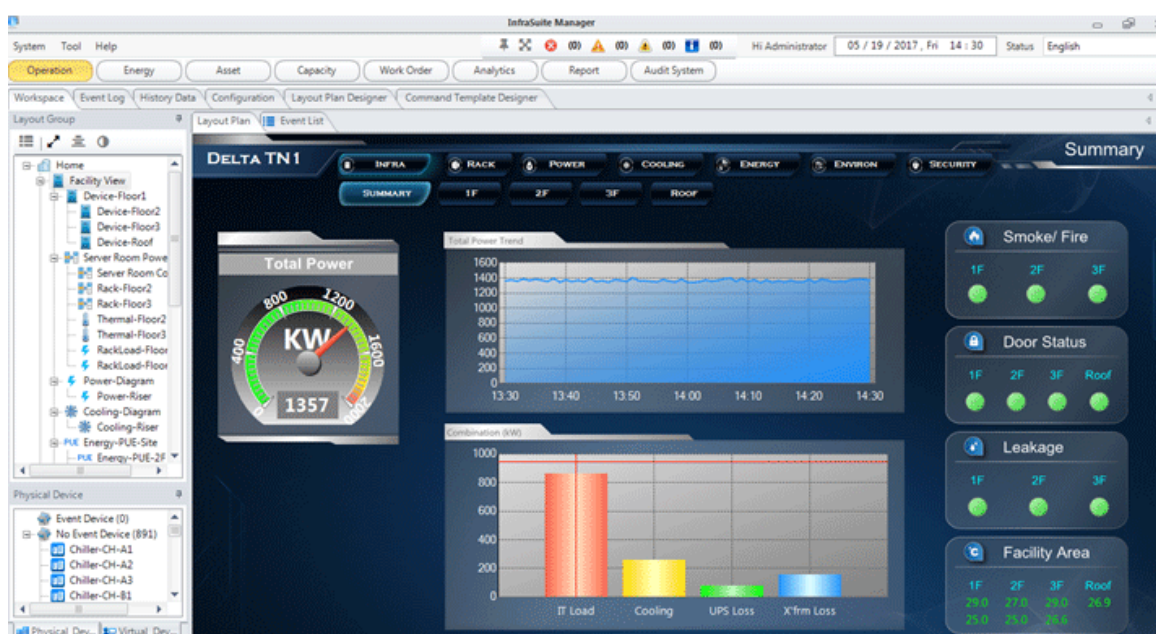 InfraSuite Manager
System Tool Help (0) (0) (0) (0) Hi Administrator 05 / 19 / 2017 , Fri 14 : 30 Status English
Operation Energy Asset Capacity Work Order Analytics Report Audit System
Workspace Event Log History Data Configuration Layout Plan Designer Command Template Designer
Layout Group
Layout Plan Event List
Home
Facility View
Device-Floor1
Device-Floor2
Device-Floor3
Device-Roof
Server Room Powe
Server Room Co
Rack-Floor2
Rack-Floor3
Thermal-Floor2
Thermal-Floor3
RackLoad-Floor
RackLoad-Floor
Power-Diagram
Power-Riser
Cooling-Diagram
Cooling-Riser
PUE Energy-PUE-Site
PUE Energy-PUE-2F
Physical Device
Event Device (0)
No Event Device (891)
Chiller-CH-A1
Chiller-CH-A2
Chiller-CH-A3
Chiller-CH-B1
Physical Dev... Virtual Dev...
DELTA TN1
INFRA RACK POWER COOLING ENERGY ENVIRON SECURITY
Summary
SUMMARY 1F 2F 3F ROOF
Total Power
0 400 800 1200 1600 2000
KW
1357
Total Power Trend
1600
1400
1200
1000
800
600
400
200
0
13:30 13:40 13:50 14:00 14:10 14:20 14:30
Combination (kW)
1000
800
600
400
200
0
IT Load Cooling UPS Loss X'frm Loss
Smoke/ Fire
1F 2F 3F
Door Status
1F 2F 3F Roof
Leakage
1F 2F 3F
°C
Facility Area
1F 2F 3F Roof
29.0 27.0 29.0 26.9
25.0 25.0 26.6